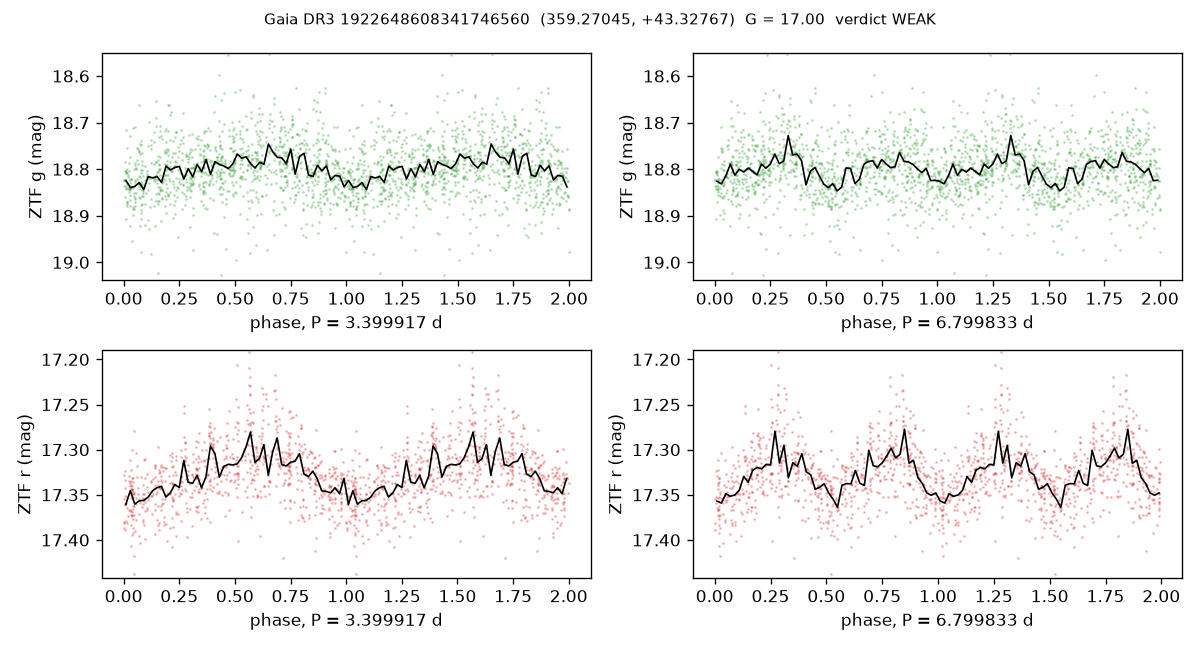 Gaia DR3 1922648608341746560 (359.27045, +43.32767) G = 17.00 verdict WEAK
ZTF g (mag)
18.6
18.7
18.8
18.9
19.0
0.00 0.25 0.50 0.75 1.00 1.25 1.50 1.75 2.00
phase, P = 3.399917 d
ZTF g (mag)
18.6
18.7
18.8
18.9
19.0
0.00 0.25 0.50 0.75 1.00 1.25 1.50 1.75 2.00
phase, P = 6.799833 d
ZTF r (mag)
17.20
17.25
17.30
17.35
17.40
0.00 0.25 0.50 0.75 1.00 1.25 1.50 1.75 2.00
phase, P = 3.399917 d
ZTF r (mag)
17.20
17.25
17.30
17.35
17.40
0.00 0.25 0.50 0.75 1.00 1.25 1.50 1.75 2.00
phase, P = 6.799833 d